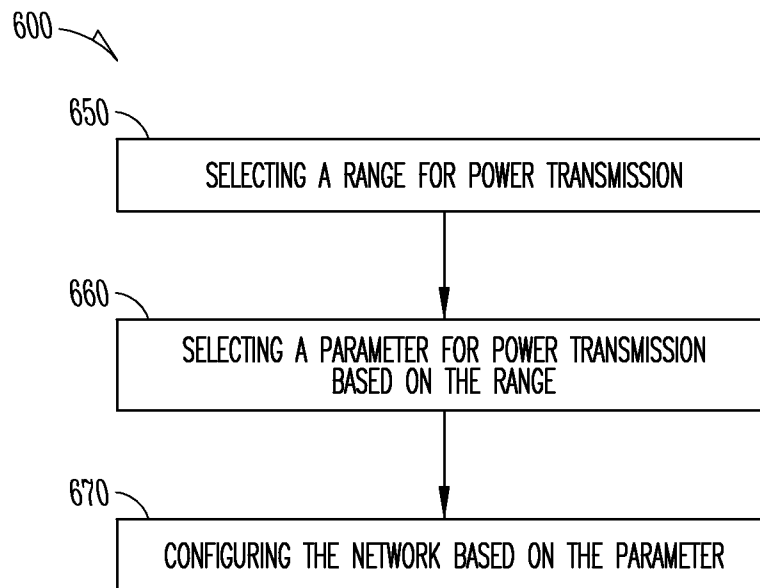 600
650
SELECTING A RANGE FOR POWER TRANSMISSION
660
SELECTING A PARAMETER FOR POWER TRANSMISSION
BASED ON THE RANGE
670
CONFIGURING THE NETWORK BASED ON THE PARAMETER